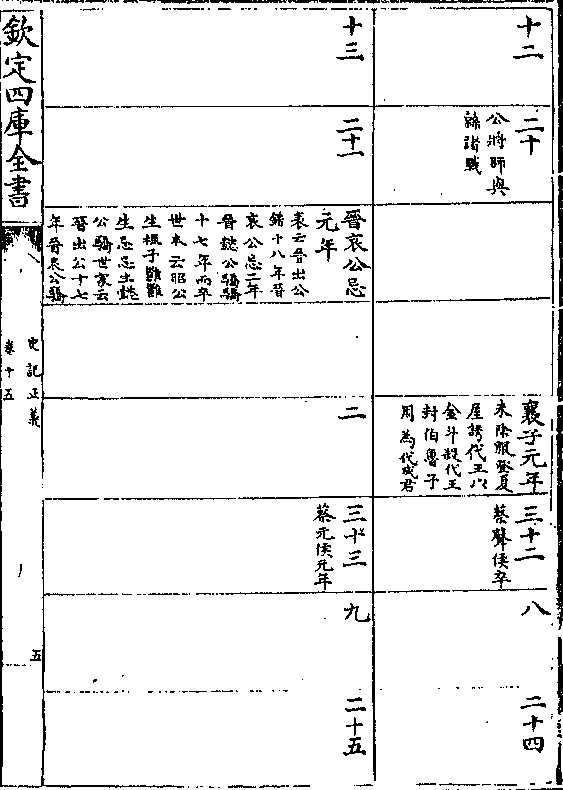 十二
二十
公將師與
緜諸戰
襄子元年
未除服登夏
屋誘代王以
金斗殺代王
封伯魯子
周為代成君
三十二
蔡聲侯卒
八
二十四
十三
二十一
晉哀公忌
元年
表云晉出公
錯十八年晉
哀公忌二年
晉懿公驕驕
十七年而卒
世本云昭公
生桓子雝雝
生忌忌生懿
公驕世家云
晉出公十七
年晉哀公驕
二
三十三
蔡元侯元年
九
二十五
欽定四庫全書
史記正義
卷十五
五